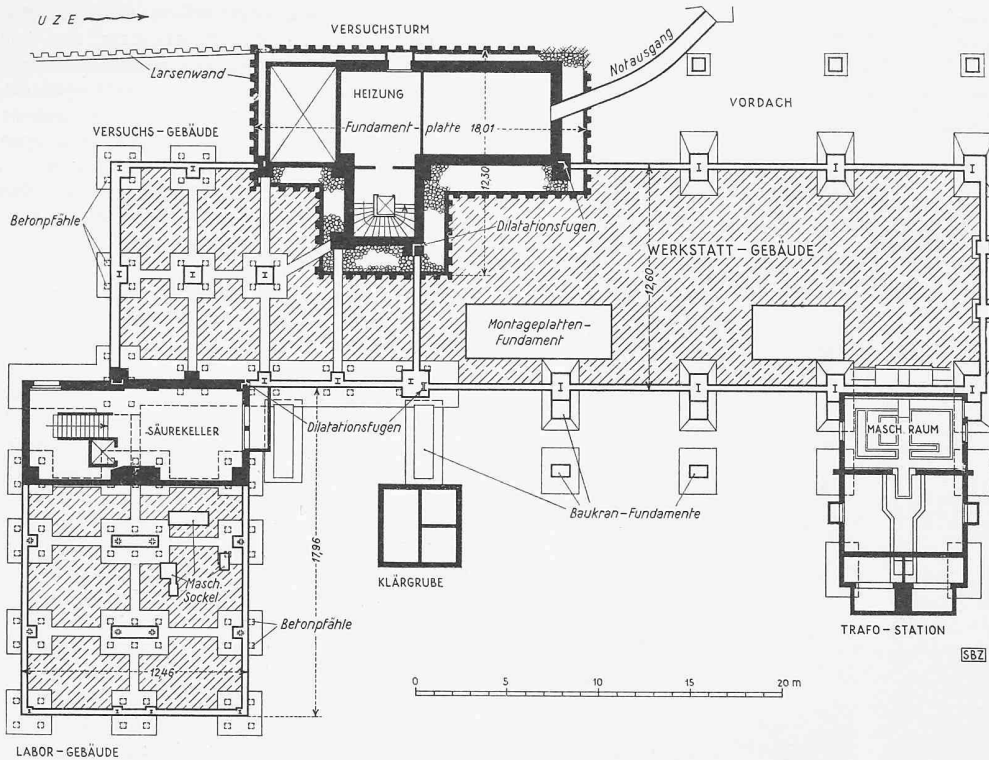 UZE
VERSUCHSTURM
Larsenwand
HEIZUNG
Notausgang
VORDACH
Fundament-platte 18,01
VERSUCHS-GEBÄUDE
12,30
Betonpfähle
Dilatationsfugen
WERKSTATT-GEBÄUDE
12,60
Montageplatten-
Fundament
SÄUREKELLER
Dilatationsfugen
MASCH. RAUM
Baukran-Fundamente
17,96
KLÄRGRUBE
Masch.
Sockel
Betonpfähle
TRAFO-STATION
SBZ
12,46
0 5 10 15 20 m
LABOR-GEBÄUDE